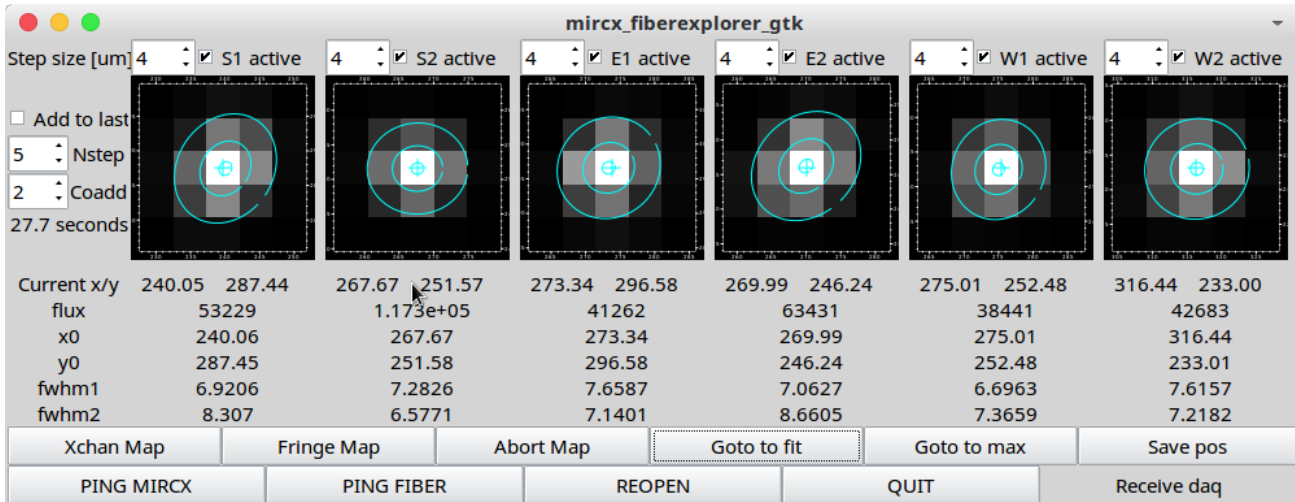 mircx_fiberexplorer_gtk
Step size [um] 4 S1 active 4 S2 active 4 E1 active 4 E2 active 4 W1 active 4 W2 active
Add to last
5 Nstep
2 Coadd
27.7 seconds
Current x/y 240.05 287.44 267.67 251.57 273.34 296.58 269.99 246.24 275.01 252.48 316.44 233.00
flux 53229 1.173e+05 41262 63431 38441 42683
x0 240.06 267.67 273.34 269.99 275.01 316.44
y0 287.45 251.58 296.58 246.24 252.48 233.01
fwhm1 6.9206 7.2826 7.6587 7.0627 6.6963 7.6157
fwhm2 8.307 6.5771 7.1401 8.6605 7.3659 7.2182
Xchan Map Fringe Map Abort Map Goto to fit Goto to max Save pos
PING MIRCX PING FIBER REOPEN QUIT Receive daq